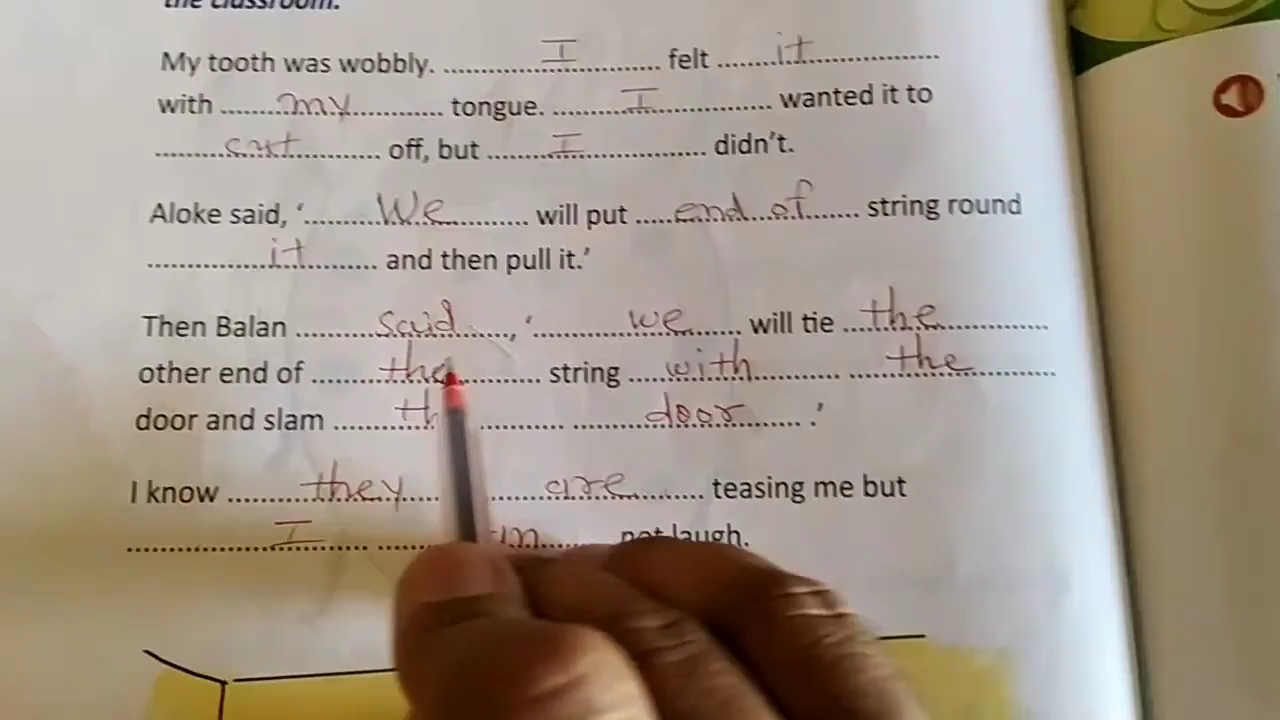 the classroom.
My tooth was wobbly. I felt it
with my tongue. I wanted it to
cut off, but I didn't.
Aloke said, ‘We will put end of string round
it and then pull it.’
Then Balan said, ‘we will tie the
other end of the string with the
door and slam door.’
I know they are teasing me but
I not laugh.